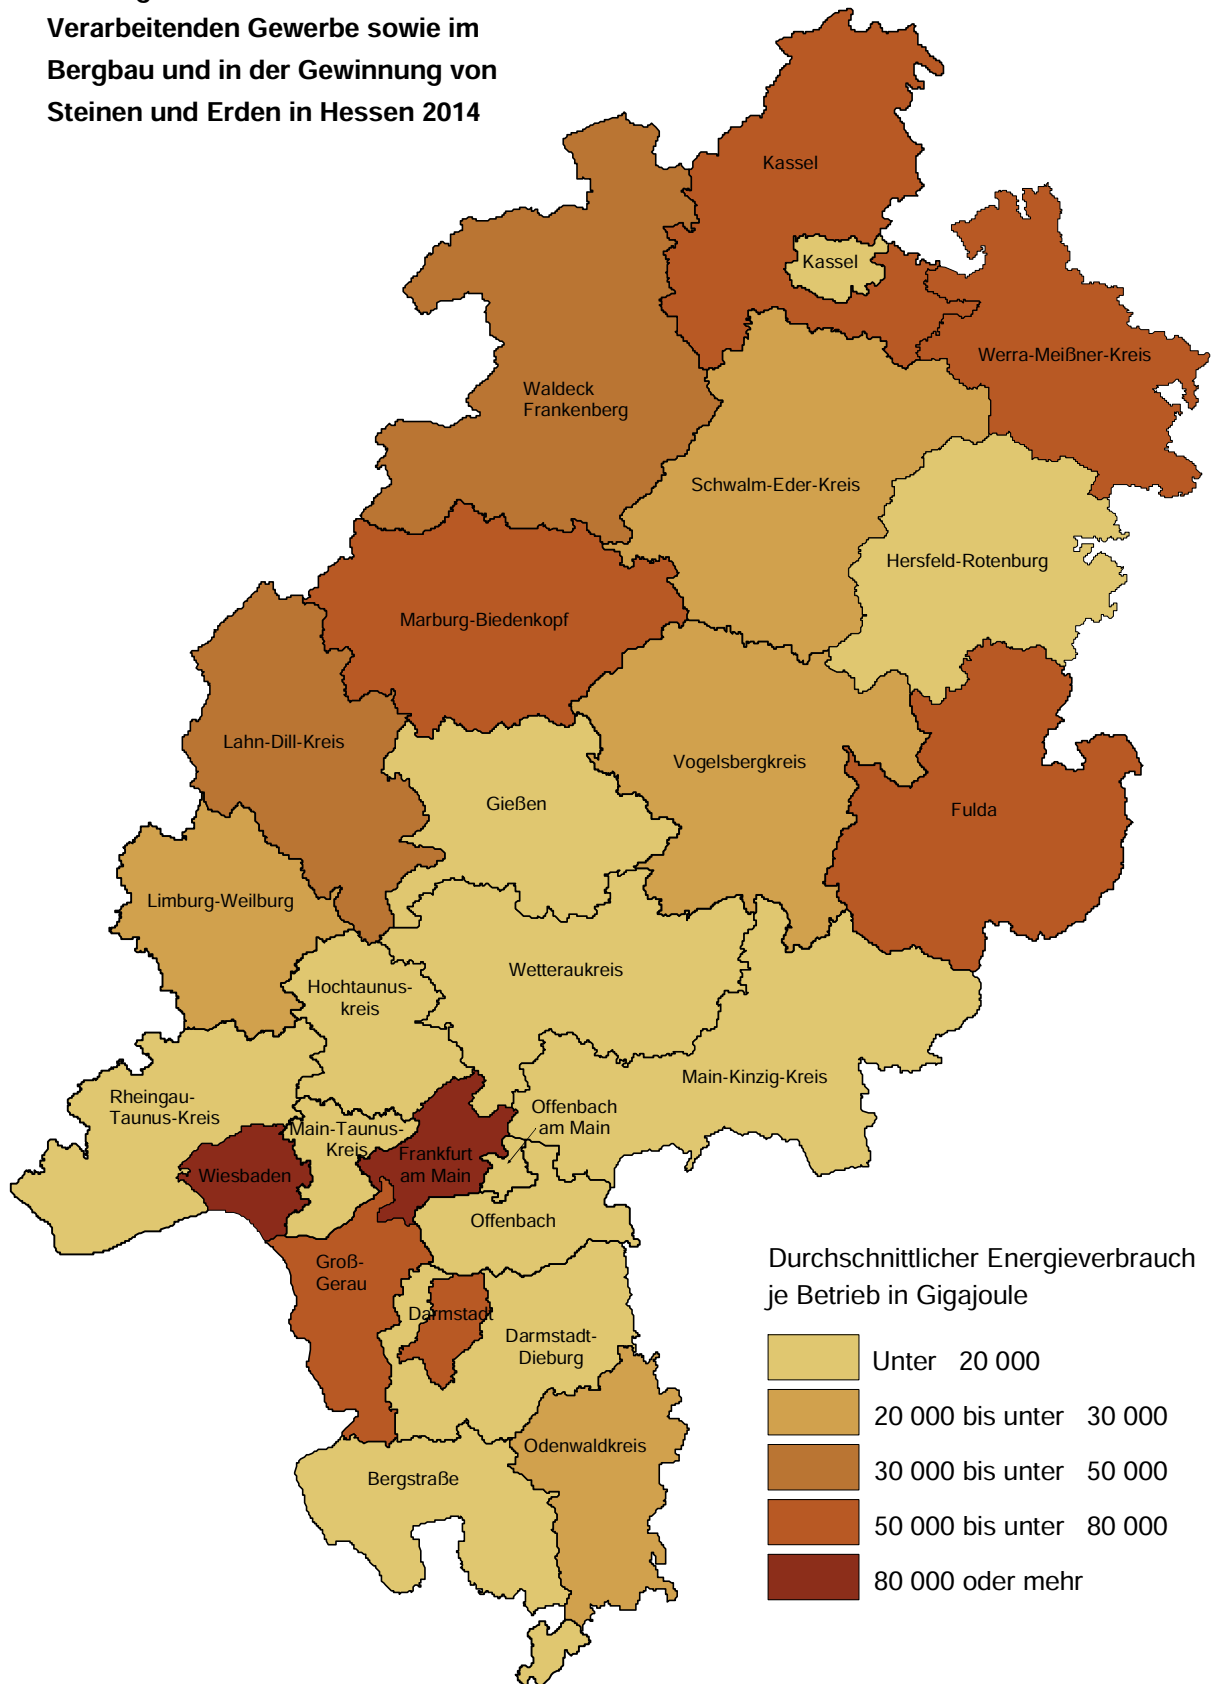 Verarbeitenden Gewerbe sowie im
Bergbau und in der Gewinnung von
Steinen und Erden in Hessen 2014
Kassel
Kassel
Werra-Meißner-Kreis
Waldeck
Frankenberg
Schwalm-Eder-Kreis
Hersfeld-Rotenburg
Marburg-Biedenkopf
Lahn-Dill-Kreis
Vogelsbergkreis
Gießen
Fulda
Limburg-Weilburg
Wetteraukreis
Hochtaunus-
kreis
Main-Kinzig-Kreis
Rheingau-
Taunus-Kreis
Offenbach
am Main
Main-Taunus-
Kreis
Frankfurt
am Main
Wiesbaden
Offenbach
Groß-
Gerau
Darmstadt
Darmstadt-
Dieburg
Odenwaldkreis
Bergstraße
Durchschnittlicher Energieverbrauch
je Betrieb in Gigajoule
Unter 20 000
20 000 bis unter 30 000
30 000 bis unter 50 000
50 000 bis unter 80 000
80 000 oder mehr